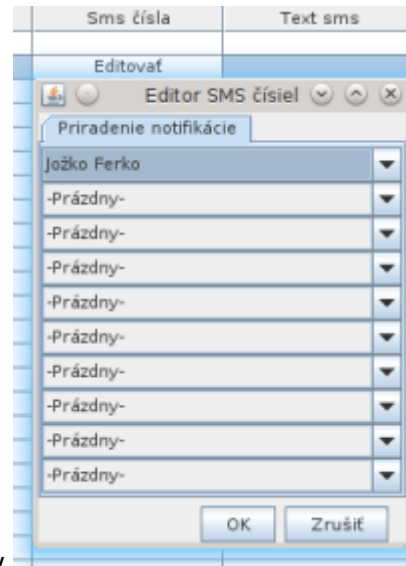 Sms čísla Text sms
Editovať
Editor SMS čísiel
Priradenie notifikácie
Jožko Ferko
-Prázdny-
-Prázdny-
-Prázdny-
-Prázdny-
-Prázdny-
-Prázdny-
-Prázdny-
-Prázdny-
-Prázdny-
OK Zrušiť